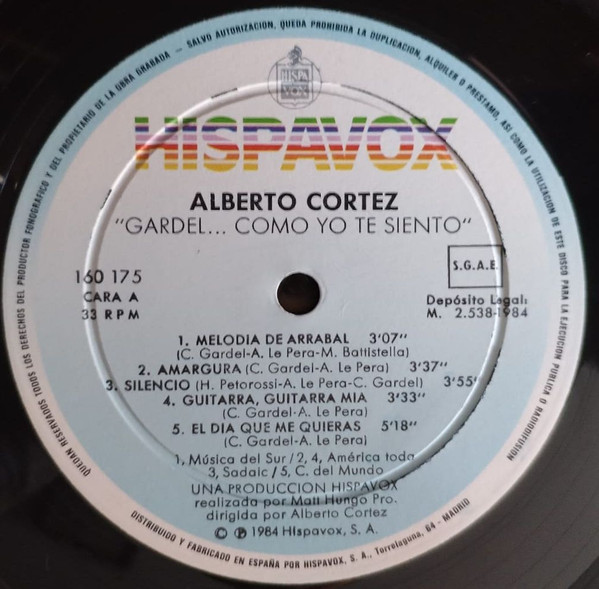 QUEDAN RESERVADOS TODOS LOS DERECHOS DEL PRODUCTOR FONOGRAFICO Y DEL PROPIETARIO DE LA OBRA GRABADA - SALVO AUTORIZACION, QUEDA PROHIBIDA LA DUPLICACION, ALQUILER O PRESTAMO, ASI COMO LA UTILIZACION DE ESTE DISCO PARA LA EJECUCION PUBLICA O RADIODIFUSION
HISPA
VOX
HISPAVOX
ALBERTO CORTEZ
"GARDEL... COMO YO TE SIENTO"
160 175
CARA A
33 RPM
S.G.A.E.
Depósito Legal:
M. 2.538-1984
1. MELODIA DE ARRABAL 3'07''
(C. Gardel-A. Le Pera-M. Battistella)
2. AMARGURA (C. Gardel-A. Le Pera) 3'37''
3. SILENCIO (H. Petorossi-A. Le Pera-C. Gardel) 3'55''
4. GUITARRA, GUITARRA MIA 3'33''
(C. Gardel-A. Le Pera)
5. EL DIA QUE ME QUIERAS 5'18''
(C. Gardel-A. Le Pera)
1, Música del Sur / 2, 4, América toda
3, Sadaic / 5, C. del Mundo
UNA PRODUCCION HISPAVOX
realizada por Matt Hungo Pro.
dirigida por Alberto Cortez
© ℗ 1984 Hispavox, S. A.
DISTRIBUIDO Y FABRICADO EN ESPAÑA POR HISPAVOX, S. A., Torrelaguna, 64 - MADRID